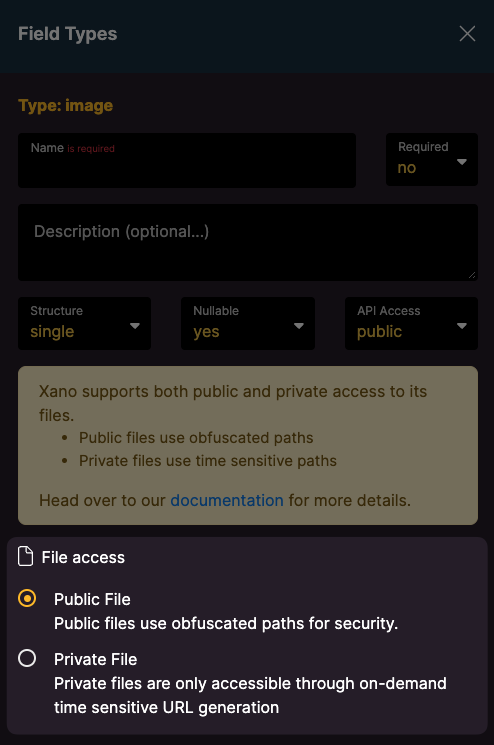 Field Types
Type: image
Name is required
Required
no
Description (optional...)
Structure
single
Nullable
yes
API Access
public
Xano supports both public and private access to its
files.
• Public files use obfuscated paths
• Private files use time sensitive paths
Head over to our documentation for more details.
File access
Public File
Public files use obfuscated paths for security.
Private File
Private files are only accessible through on-demand
time sensitive URL generation